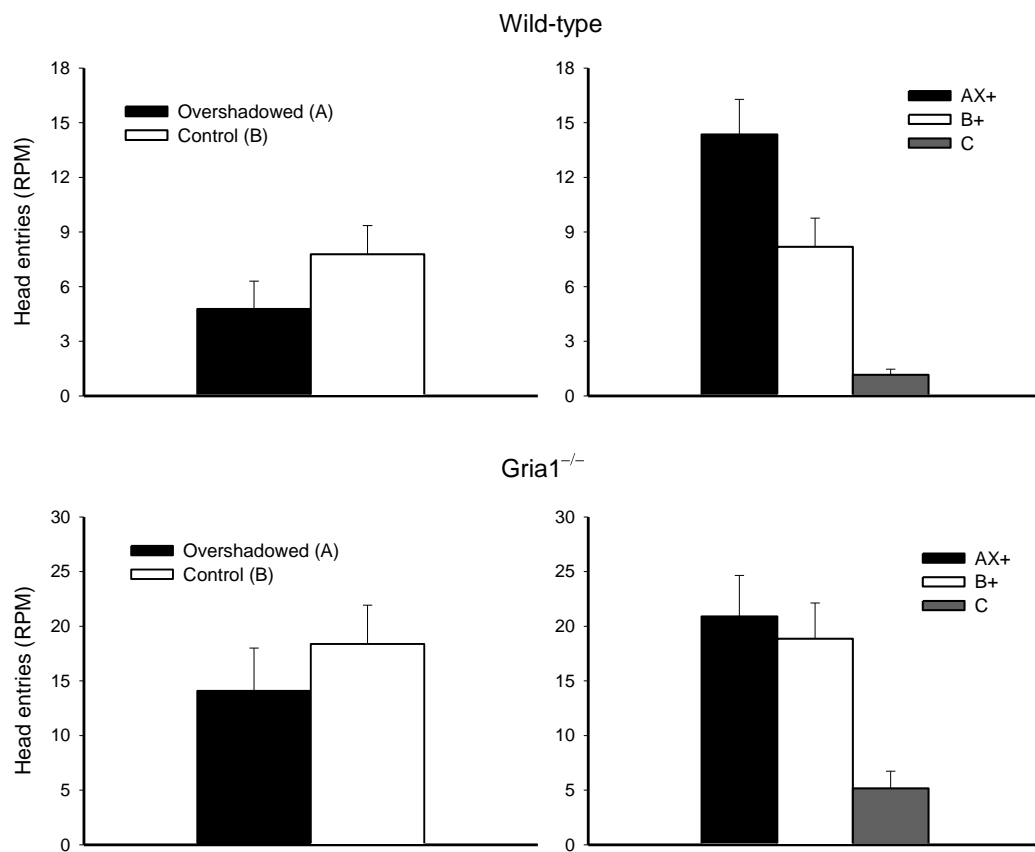 Wild-type
Head entries (RPM)
18
15
12
9
6
3
0
Overshadowed (A)
Control (B)
18
15
12
9
6
3
0
AX+
B+
C
Gria1⁻/⁻
Head entries (RPM)
30
25
20
15
10
5
0
Overshadowed (A)
Control (B)
30
25
20
15
10
5
0
AX+
B+
C